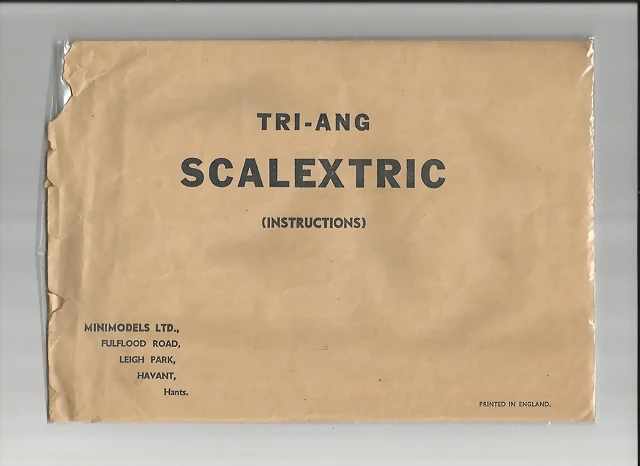 TRI-ANG
SCALEXTRIC
(INSTRUCTIONS)
MINIMODELS LTD.,
FULFLOOD ROAD,
LEIGH PARK,
HAVANT,
Hants.
PRINTED IN ENGLAND.